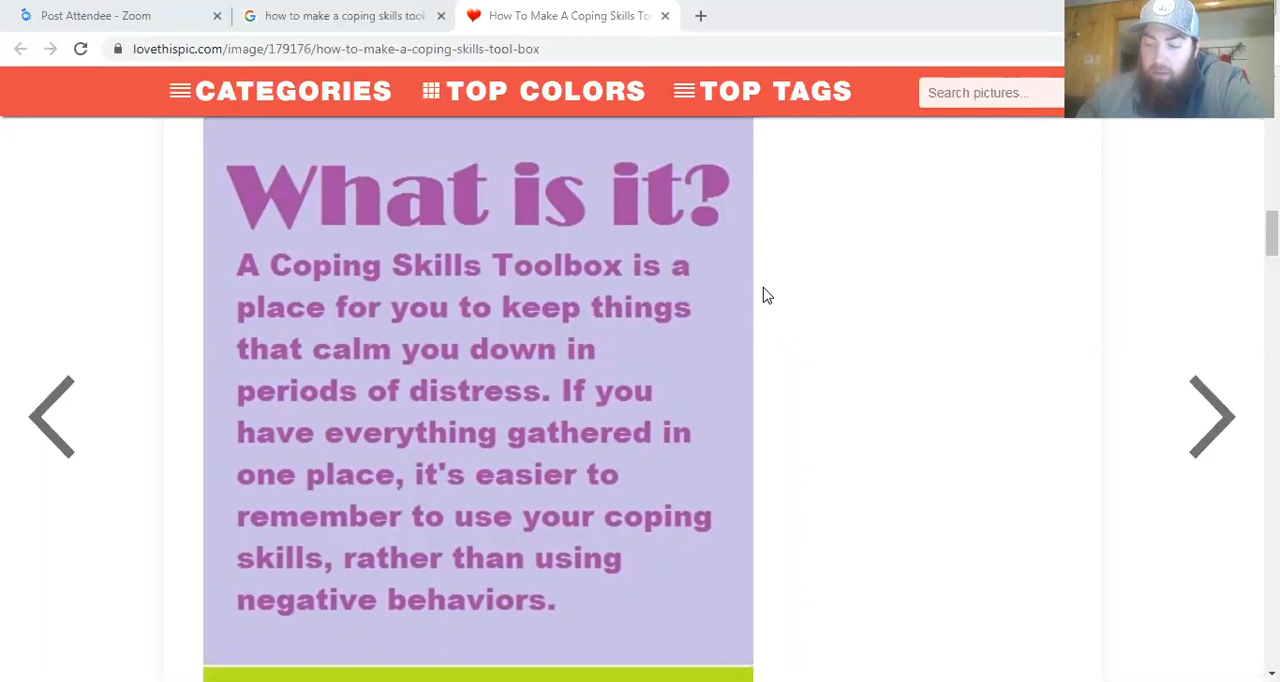 Post Attendee - Zoom
how to make a coping skills tool
How To Make A Coping Skills To
lovethispic.com/image/179176/how-to-make-a-coping-skills-tool-box
CATEGORIES
TOP COLORS
TOP TAGS
Search pictures...
What is it?
A Coping Skills Toolbox is a
place for you to keep things
that calm you down in
periods of distress. If you
have everything gathered in
one place, it's easier to
remember to use your coping
skills, rather than using
negative behaviors.